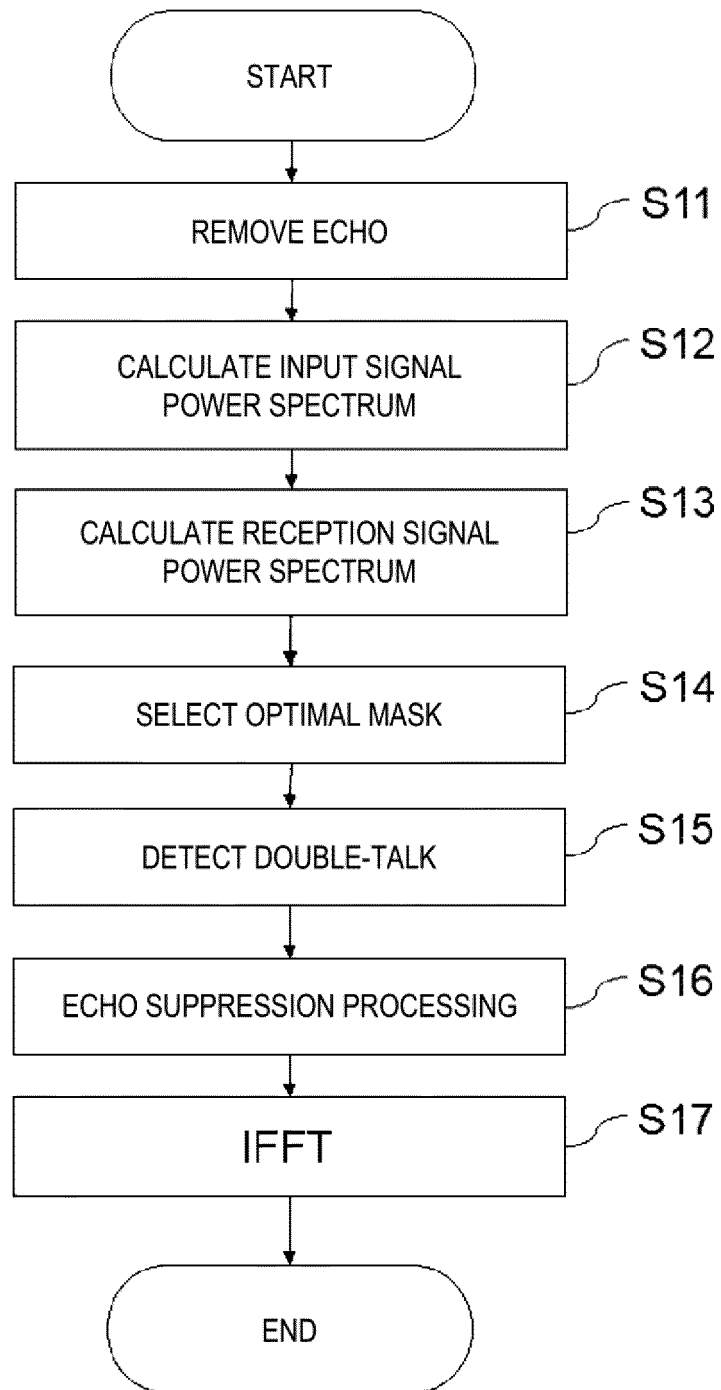 START
REMOVE ECHO
S11
CALCULATE INPUT SIGNAL
POWER SPECTRUM
S12
CALCULATE RECEPTION SIGNAL
POWER SPECTRUM
S13
SELECT OPTIMAL MASK
S14
DETECT DOUBLE-TALK
S15
ECHO SUPPRESSION PROCESSING
S16
IFFT
S17
END